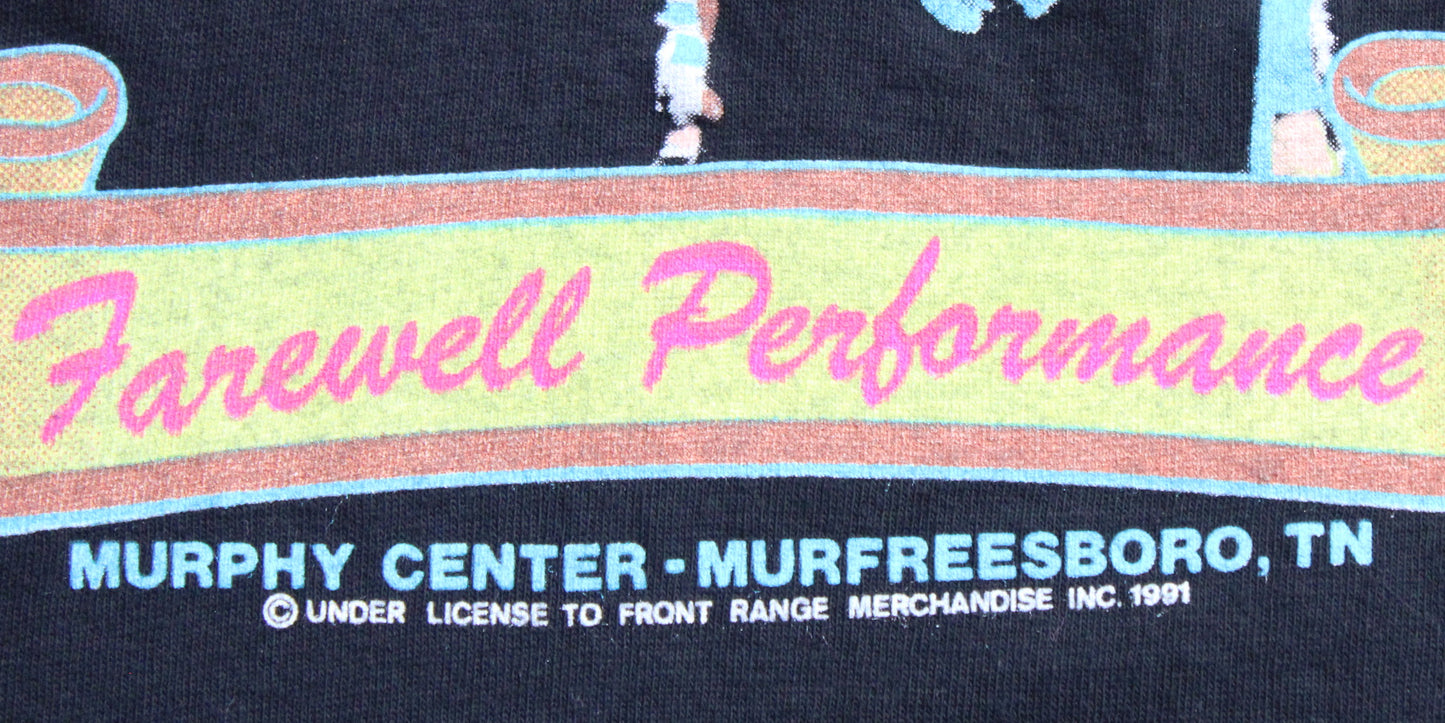 Farewell Performance
MURPHY CENTER - MURFREESBORO, TN
© UNDER LICENSE TO FRONT RANGE MERCHANDISE INC. 1991